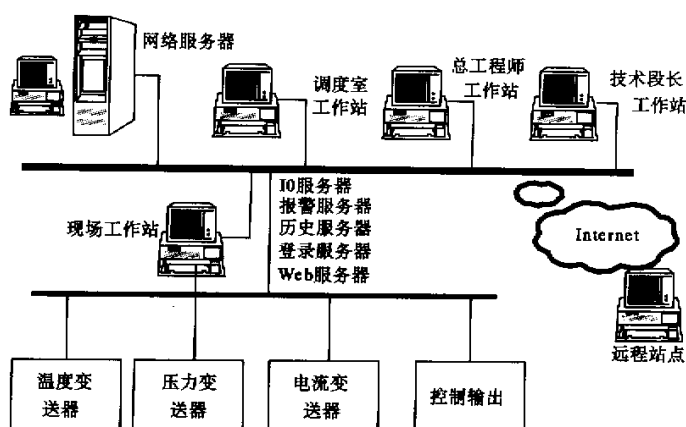 网络服务器
调度室
工作站
总工程师
工作站
技术段长
工作站
现场工作站
IO服务器
报警服务器
历史服务器
登录服务器
Web服务器
Internet
远程站点
温度变
送器
压力变
送器
电流变
送器
控制输出